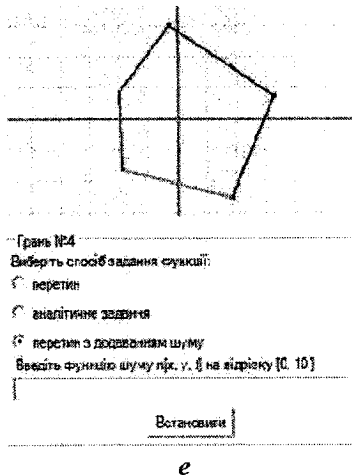 Грань №4
Виберіть спосіб задання функції:
перетин
аналітичне задання
перетин з додаванням шуму
Введіть функцію шуму n[x, y, t] на відрізку [0, 10]
Встановити
е